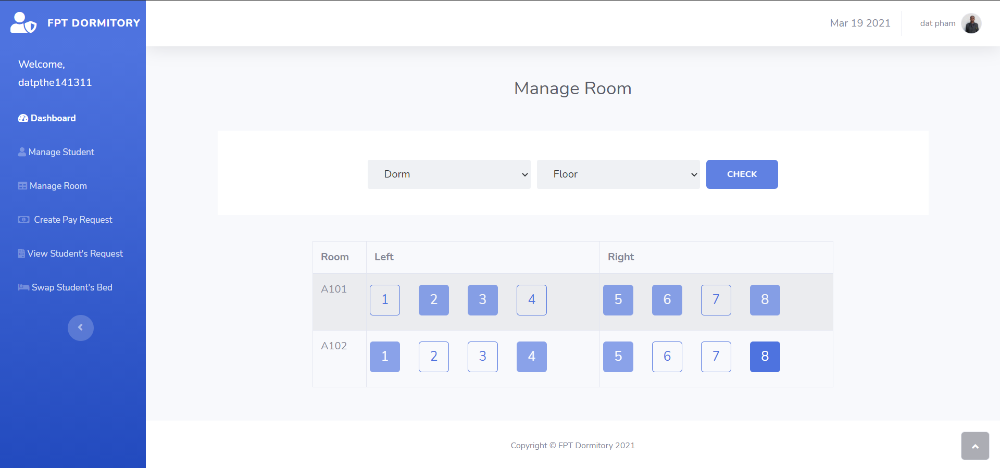 FPT DORMITORY
Mar 19 2021
dat pham
Welcome,
datpthe141311
Dashboard
Manage Student
Manage Room
Create Pay Request
View Student's Request
Swap Student's Bed
Manage Room
Dorm
Floor
CHECK
Room Left Right
A101 1 2 3 4 5 6 7 8
A102 1 2 3 4 5 6 7 8
Copyright © FPT Dormitory 2021